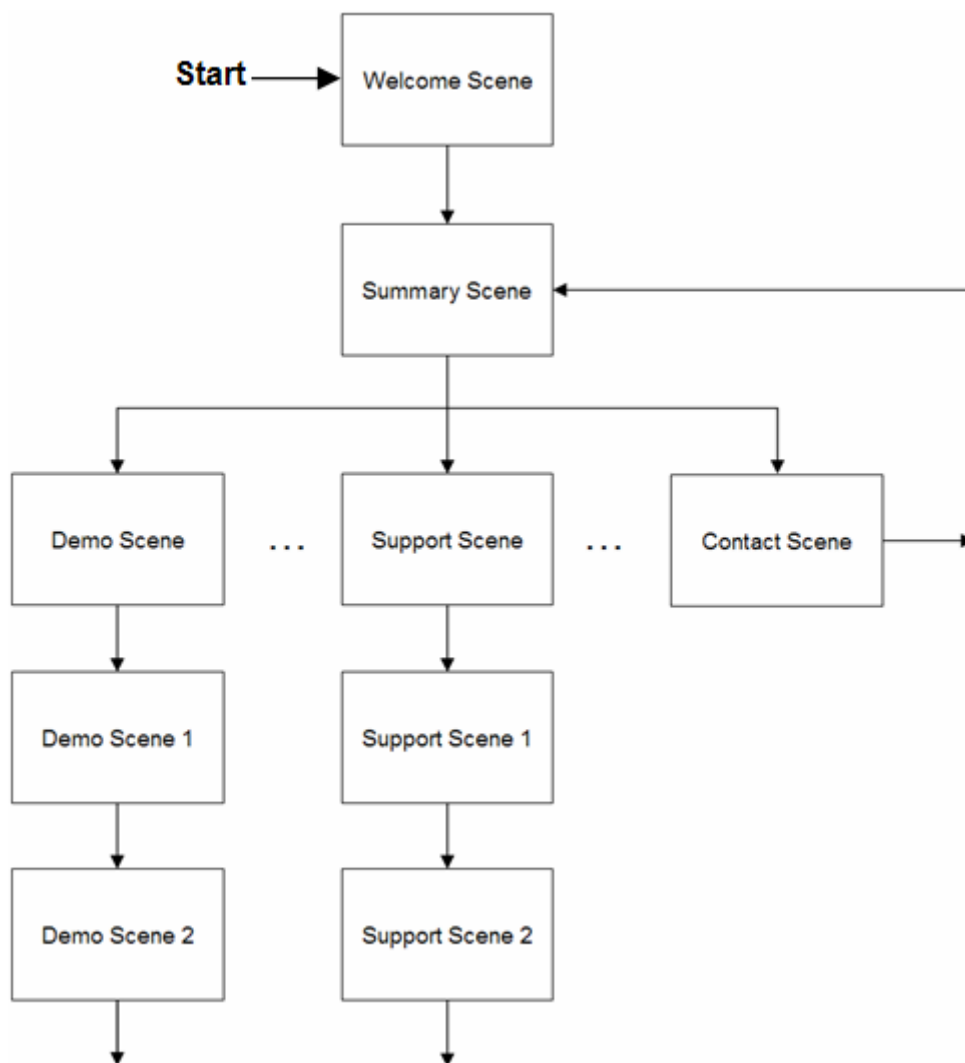 Start
Welcome Scene
Summary Scene
Demo Scene
...
Support Scene
...
Contact Scene
Demo Scene 1
Support Scene 1
Demo Scene 2
Support Scene 2